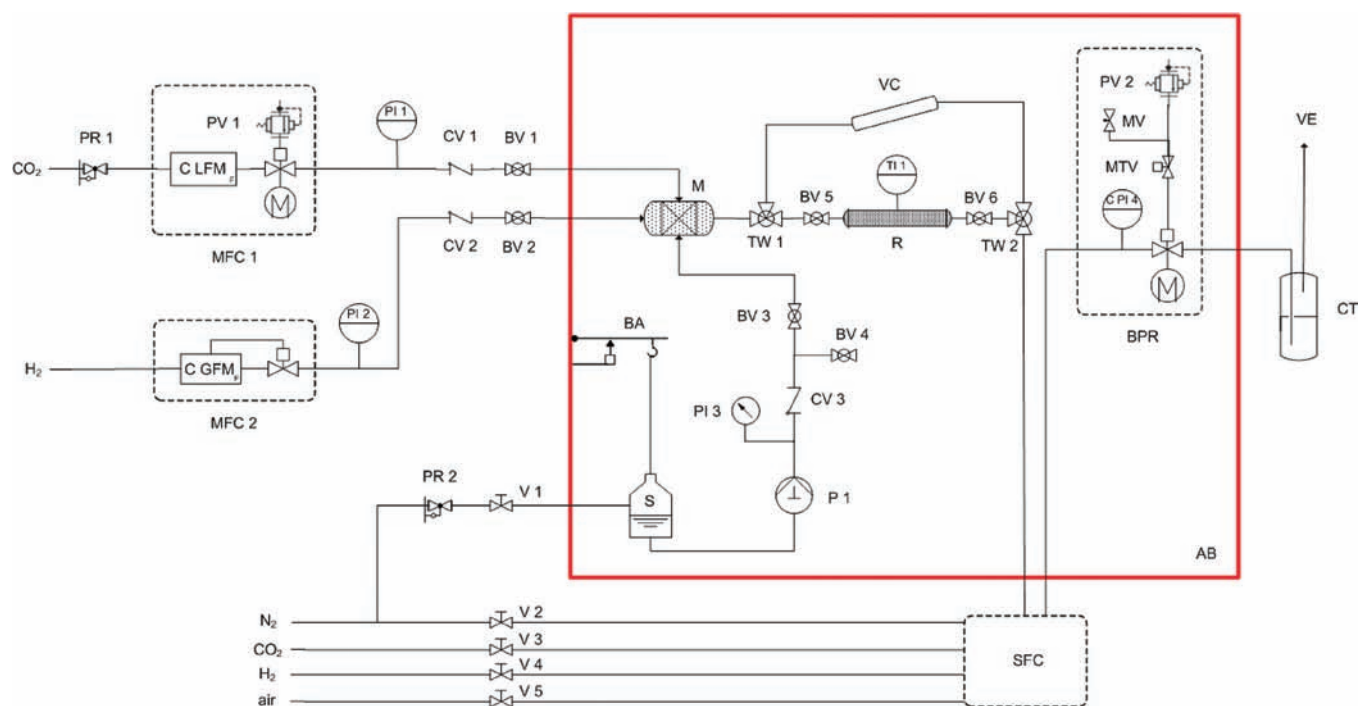 VC
PV 2
MV
VE
PV 1
PI 1
PR 1
CV 1
BV 1
CO2
C LFM F
M
M
TI 1
BV 5
BV 6
MTV
C PI 4
MFC 1
CV 2
BV 2
TW 1
R
TW 2
M
CT
PI 2
BV 3
BA
BV 4
BPR
H2
C GFM F
CV 3
PI 3
MFC 2
PR 2
V 1
S
P 1
AB
N2
V 2
CO2
V 3
SFC
H2
V 4
air
V 5